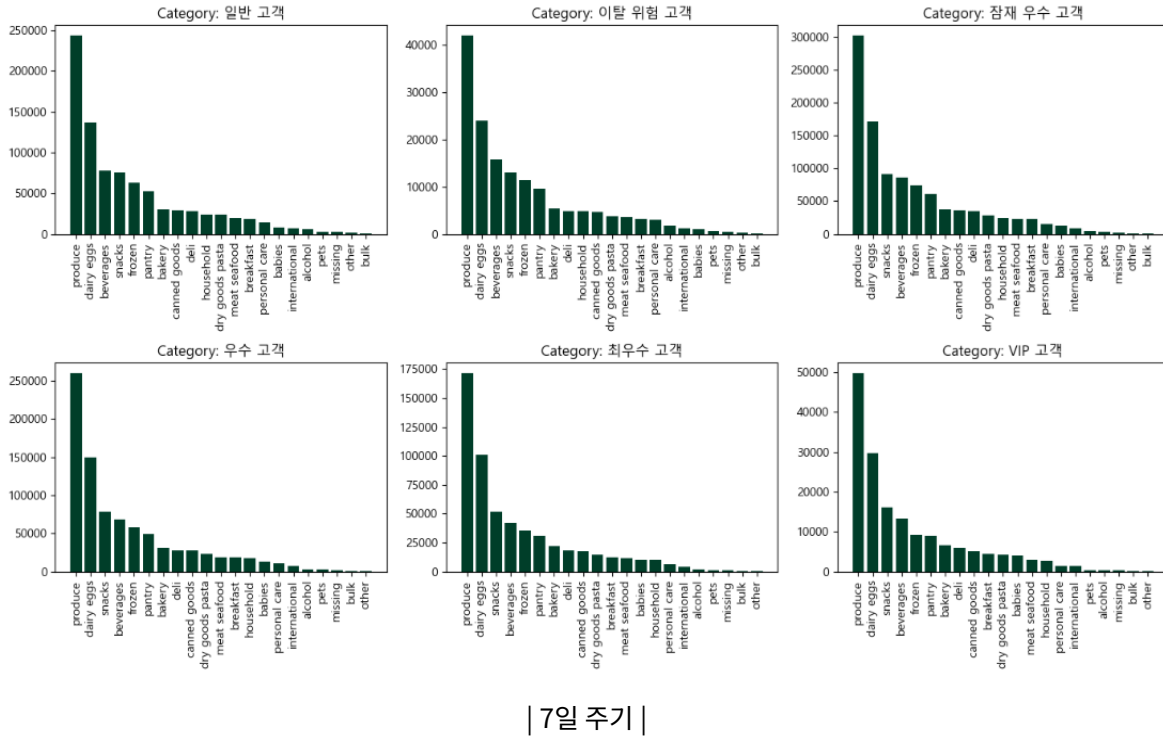 Category: 일반 고객
250000
200000
150000
100000
50000
0
produce
dairy eggs
beverages
snacks
frozen
pantry
bakery
canned goods
deli
household
dry goods pasta
meat seafood
breakfast
personal care
babies
international
alcohol
pets
missing
other
bulk
Category: 이탈 위험 고객
40000
30000
20000
10000
0
produce
dairy eggs
beverages
snacks
frozen
pantry
bakery
deli
household
canned goods
dry goods pasta
meat seafood
breakfast
personal care
alcohol
international
babies
pets
missing
other
bulk
Category: 잠재 우수 고객
300000
250000
200000
150000
100000
50000
0
produce
dairy eggs
snacks
beverages
frozen
pantry
bakery
canned goods
deli
dry goods pasta
household
meat seafood
breakfast
personal care
babies
international
alcohol
pets
missing
other
bulk
Category: 우수 고객
250000
200000
150000
100000
50000
0
produce
dairy eggs
snacks
beverages
frozen
pantry
bakery
deli
canned goods
dry goods pasta
meat seafood
breakfast
household
babies
personal care
international
alcohol
pets
missing
bulk
other
Category: 최우수 고객
175000
150000
125000
100000
75000
50000
25000
0
produce
dairy eggs
snacks
beverages
frozen
pantry
bakery
deli
canned goods
dry goods pasta
breakfast
meat seafood
babies
household
personal care
international
alcohol
pets
missing
bulk
other
Category: VIP 고객
50000
40000
30000
20000
10000
0
produce
dairy eggs
snacks
beverages
frozen
pantry
bakery
deli
canned goods
breakfast
dry goods pasta
babies
meat seafood
household
personal care
international
pets
alcohol
missing
bulk
other
| 7일 주기 |